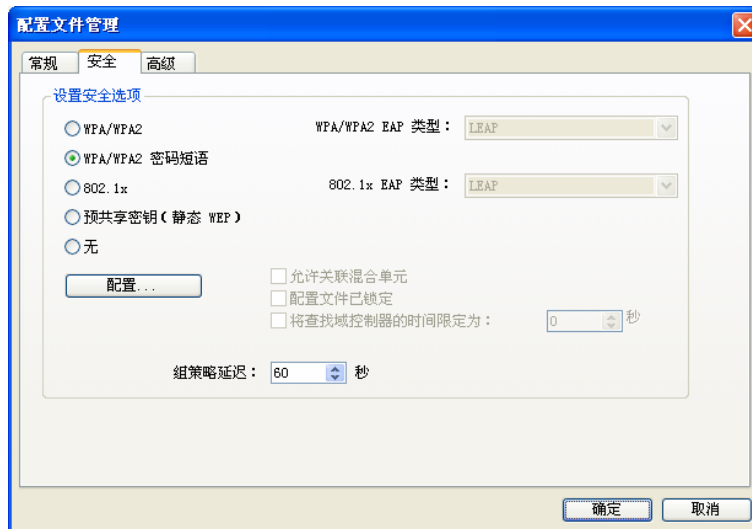 配置文件管理
常规 安全 高级
设置安全选项
WPA/WPA2 WPA/WPA2 EAP 类型： LEAP
WPA/WPA2 密码短语
802.1x 802.1x EAP 类型： LEAP
预共享密钥(静态 WEP)
无
配置... 允许关联混合单元
配置文件已锁定
将查找域控制器的时间限定为： 0 秒
组策略延迟： 60 秒
确定 取消